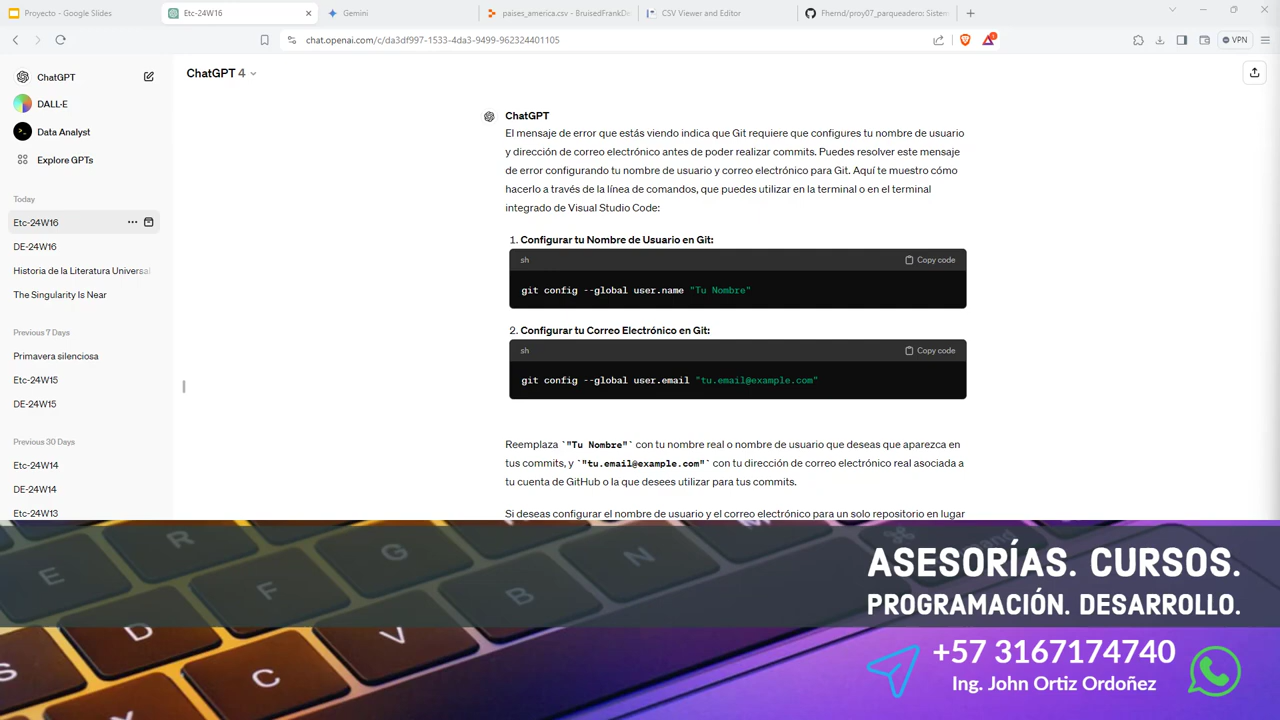 Proyecto - Google Slides
Etc-24W16
Gemini
paises_america.csv - BruisedFrankDe
CSV Viewer and Editor
Fhernd/proy07_parqueadero: Sistem
chat.openai.com/c/da3df997-1533-4da3-9499-962324401105
VPN
ChatGPT
DALL·E
Data Analyst
Explore GPTs
Today
Etc-24W16
DE-24W16
Historia de la Literatura Universal
The Singularity Is Near
Previous 7 Days
Primavera silenciosa
Etc-24W15
DE-24W15
Previous 30 Days
Etc-24W14
DE-24W14
Etc-24W13
ChatGPT 4
ChatGPT
El mensaje de error que estás viendo indica que Git requiere que configures tu nombre de usuario
y dirección de correo electrónico antes de poder realizar commits. Puedes resolver este mensaje
de error configurando tu nombre de usuario y correo electrónico para Git. Aquí te muestro cómo
hacerlo a través de la línea de comandos, que puedes utilizar en la terminal o en el terminal
integrado de Visual Studio Code:
1. Configurar tu Nombre de Usuario en Git:
sh
Copy code
git config --global user.name "Tu Nombre"
2. Configurar tu Correo Electrónico en Git:
sh
Copy code
git config --global user.email "tu.email@example.com"
Reemplaza `"Tu Nombre"` con tu nombre real o nombre de usuario que deseas que aparezca en
tus commits, y `"tu.email@example.com"` con tu dirección de correo electrónico real asociada a
tu cuenta de GitHub o la que desees utilizar para tus commits.
Si deseas configurar el nombre de usuario y el correo electrónico para un solo repositorio en lugar
ASESORÍAS. CURSOS.
PROGRAMACIÓN. DESARROLLO.
+57 3167174740
Ing. John Ortiz Ordoñez
E
R
G
N
F
B
D
V
C
S
X